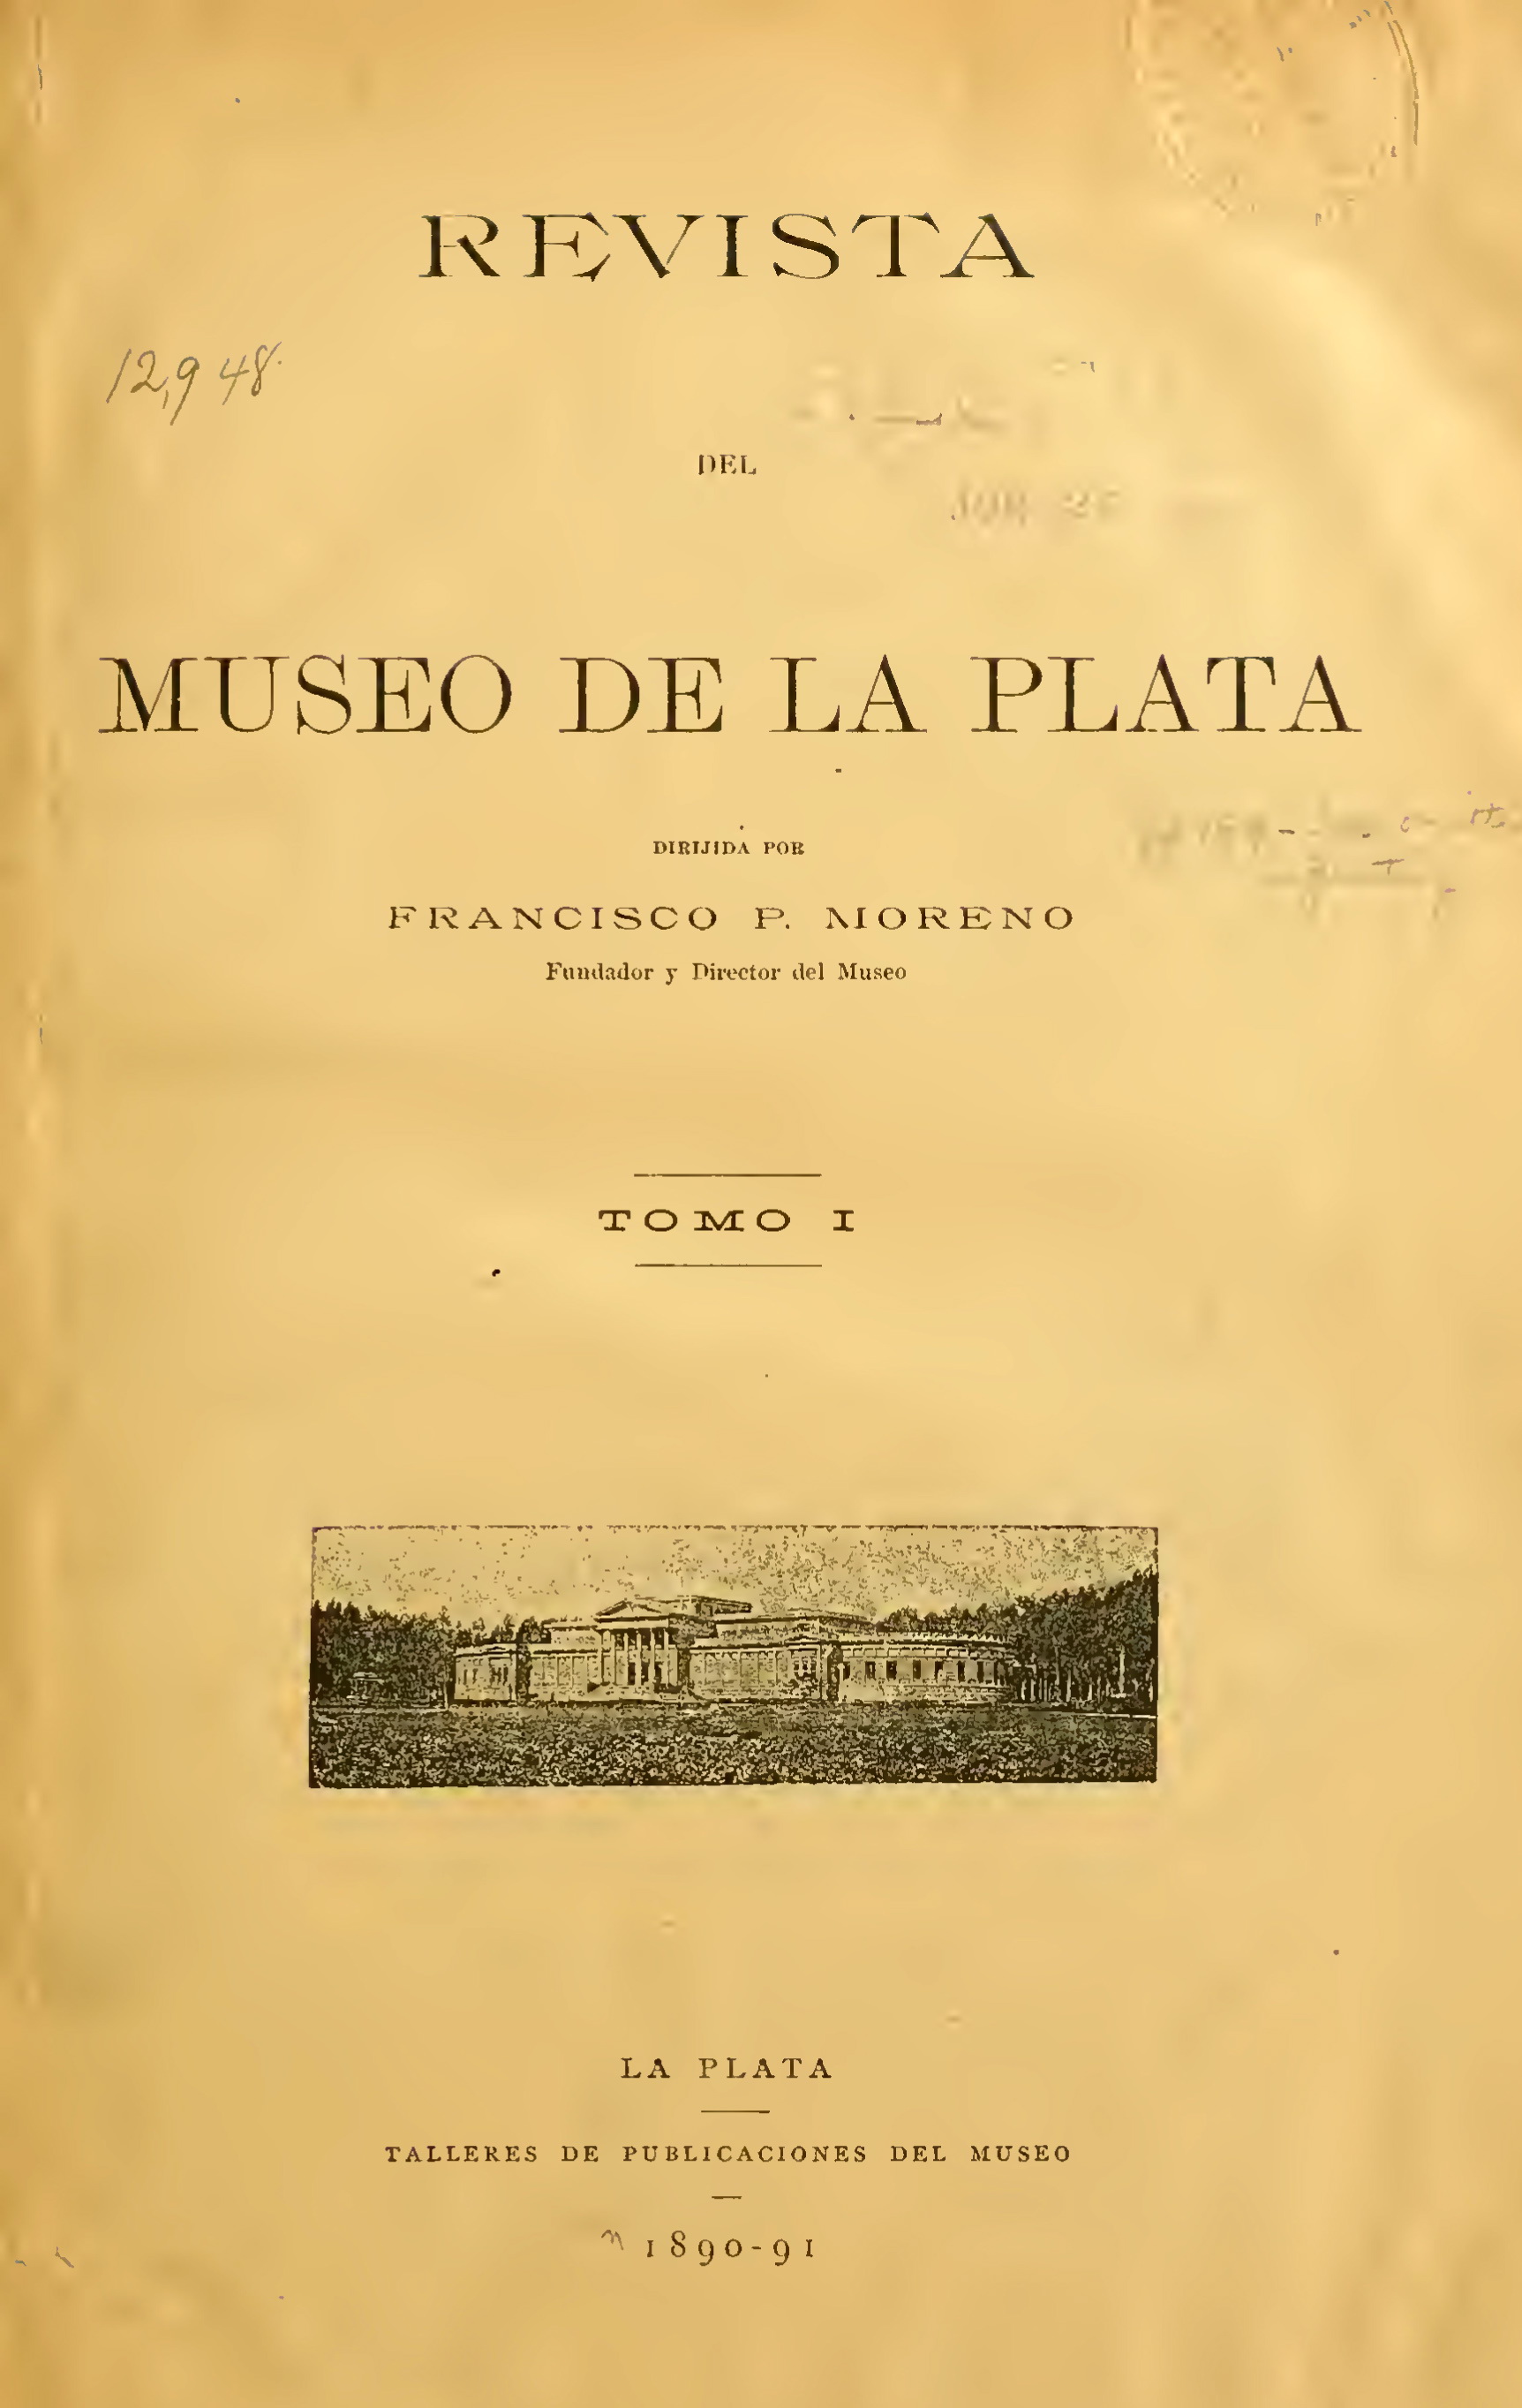 REVISTA
12,948
DEL
MUSEO DE LA PLATA
DIRIJIDA POR
FRANCISCO P. MORENO
Fundador y Director del Museo
TOMO I
LA PLATA
TALLERES DE PUBLICACIONES DEL MUSEO
1890-91